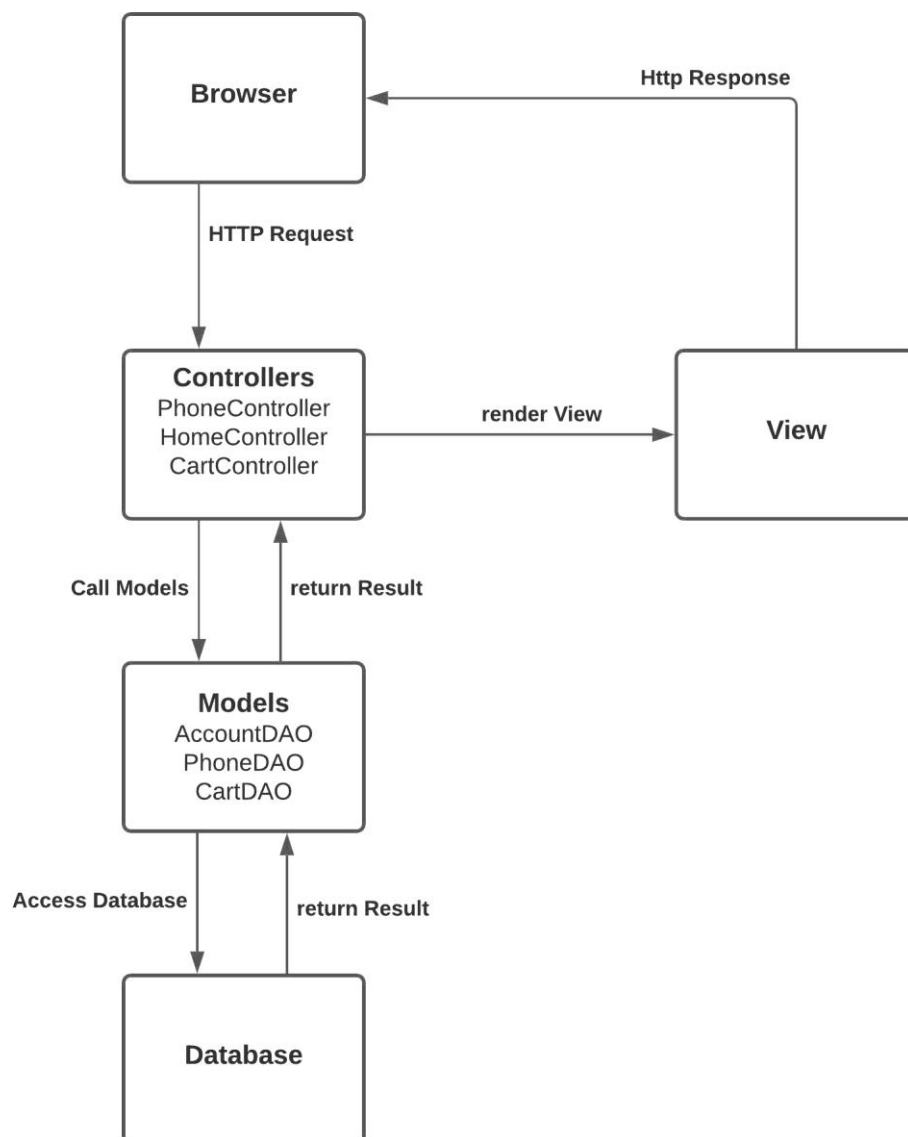 Browser
Http Response
HTTP Request
Controllers
PhoneController
HomeController
CartController
render View
View
Call Models
return Result
Models
AccountDAO
PhoneDAO
CartDAO
Access Database
return Result
Database